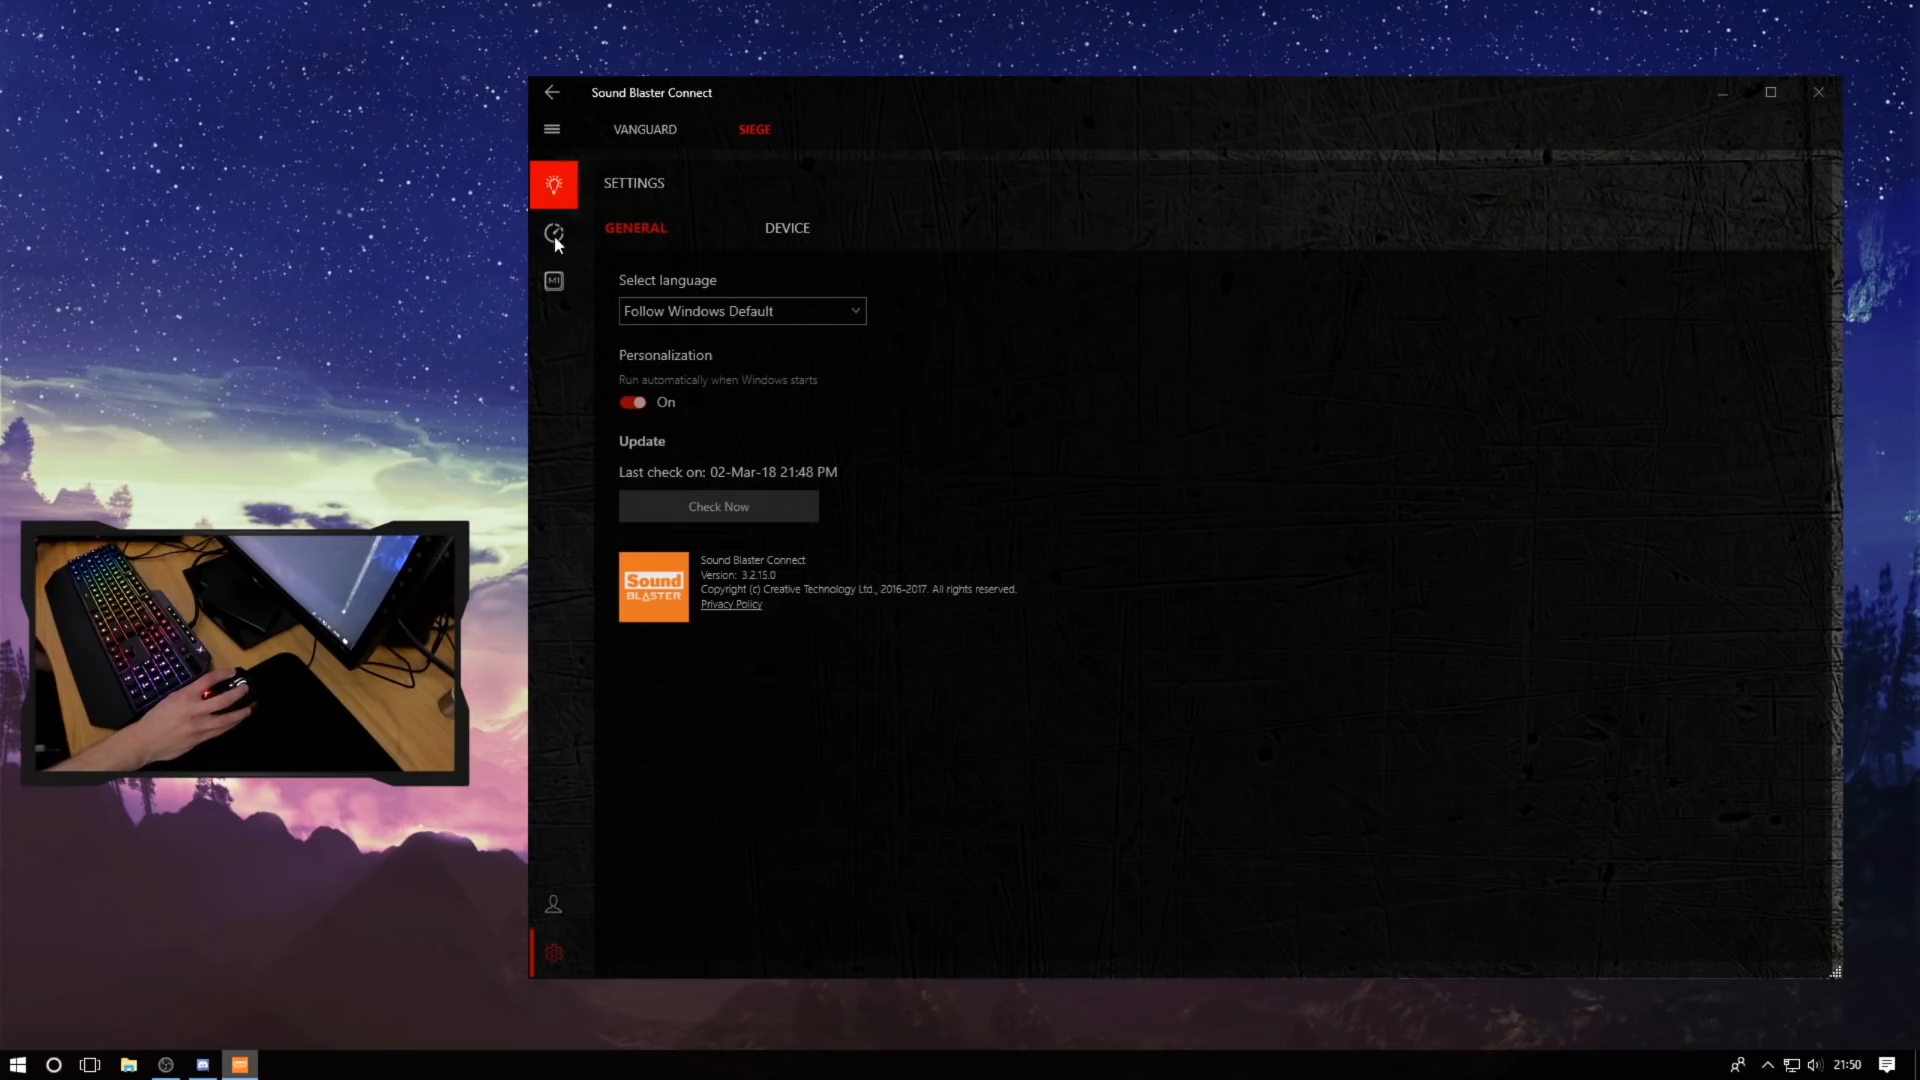 Sound Blaster Connect
VANGUARD
SIEGE
SETTINGS
GENERAL
DEVICE
M1
Select language
Follow Windows Default
Personalization
Run automatically when Windows starts
On
Update
Last check on: 02-Mar-18 21:48 PM
Check Now
Sound
BLASTER
Sound Blaster Connect
Version: 3.2.15.0
Copyright (c) Creative Technology Ltd., 2016-2017. All rights reserved.
Privacy Policy
21:50